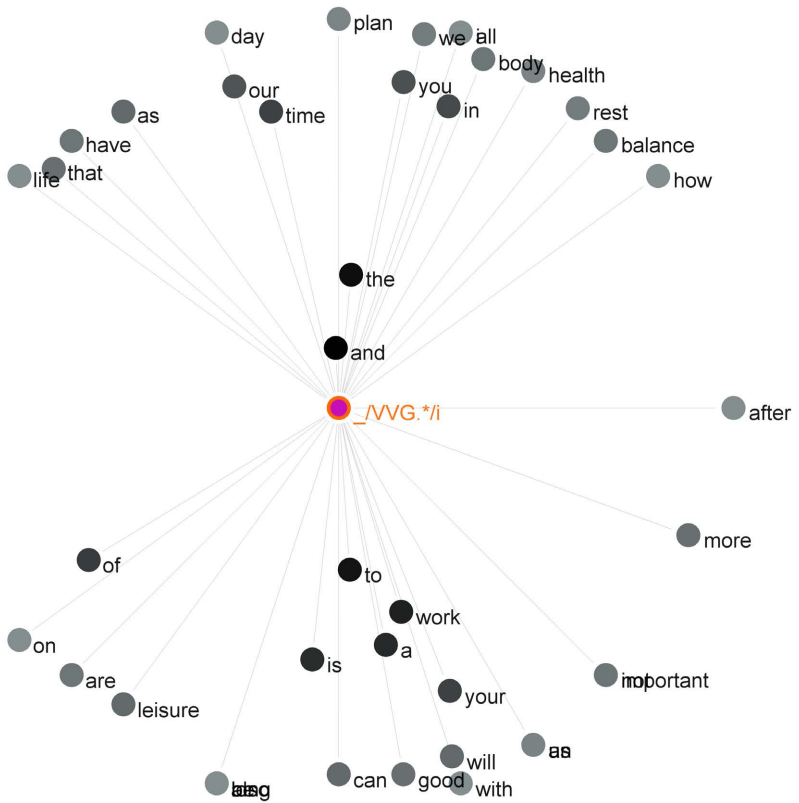 plan
day
we
all
body
health
our
you
time
in
as
rest
have
balance
that
life
how
the
and
_/VVG.*/i
after
more
of
to
work
on
a
is
are
important
your
leisure
as
will
can
good
with